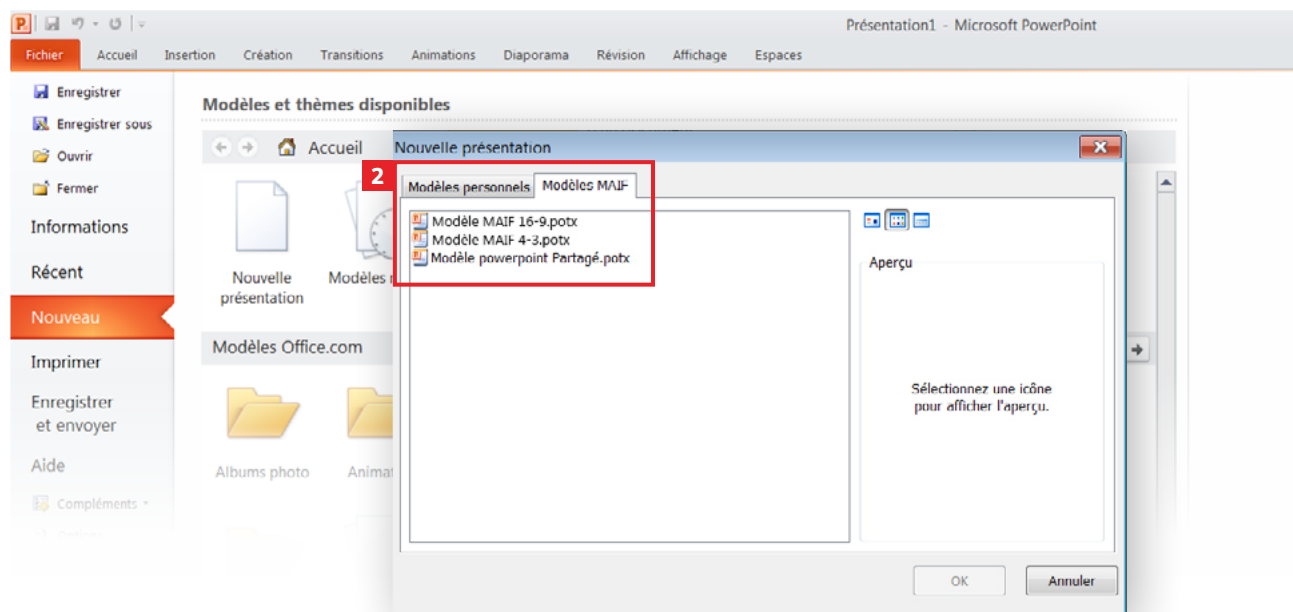 Présentation1 - Microsoft PowerPoint
Fichier Accueil Insertion Création Transitions Animations Diaporama Révision Affichage Espaces
Enregistrer
Enregistrer sous
Ouvrir
Fermer
Informations
Récent
Nouveau
Imprimer
Enregistrer
et envoyer
Aide
Compléments
Modèles et thèmes disponibles
Accueil
Nouvelle
présentation
Modèles
Modèles Office.com
Albums photo
Nouvelle présentation
2
Modèles personnels Modèles MAIF
Modèle MAIF 16-9.potx
Modèle MAIF 4-3.potx
Modèle powerpoint Partagé.potx
Aperçu
Sélectionnez une icône
pour afficher l'aperçu.
OK Annuler